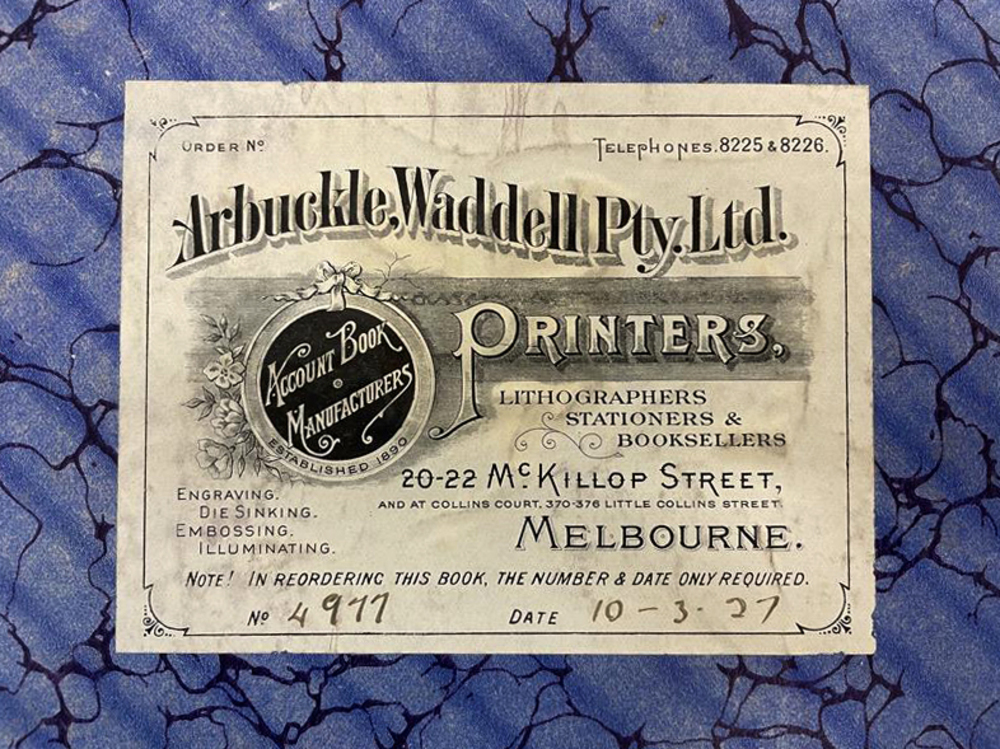 ORDER Nº
TELEPHONES. 8225 & 8226.
Arbuckle, Waddell Pty. Ltd.
ACCOUNT BOOK
MANUFACTURERS
ESTABLISHED 1890
PRINTERS,
LITHOGRAPHERS
STATIONERS &
BOOKSELLERS
20-22 McKILLOP STREET,
AND AT COLLINS COURT, 370-376 LITTLE COLLINS STREET.
MELBOURNE.
ENGRAVING.
DIE SINKING.
EMBOSSING.
ILLUMINATING.
NOTE! IN REORDERING THIS BOOK, THE NUMBER & DATE ONLY REQUIRED.
Nº 4977 DATE 10-3-27